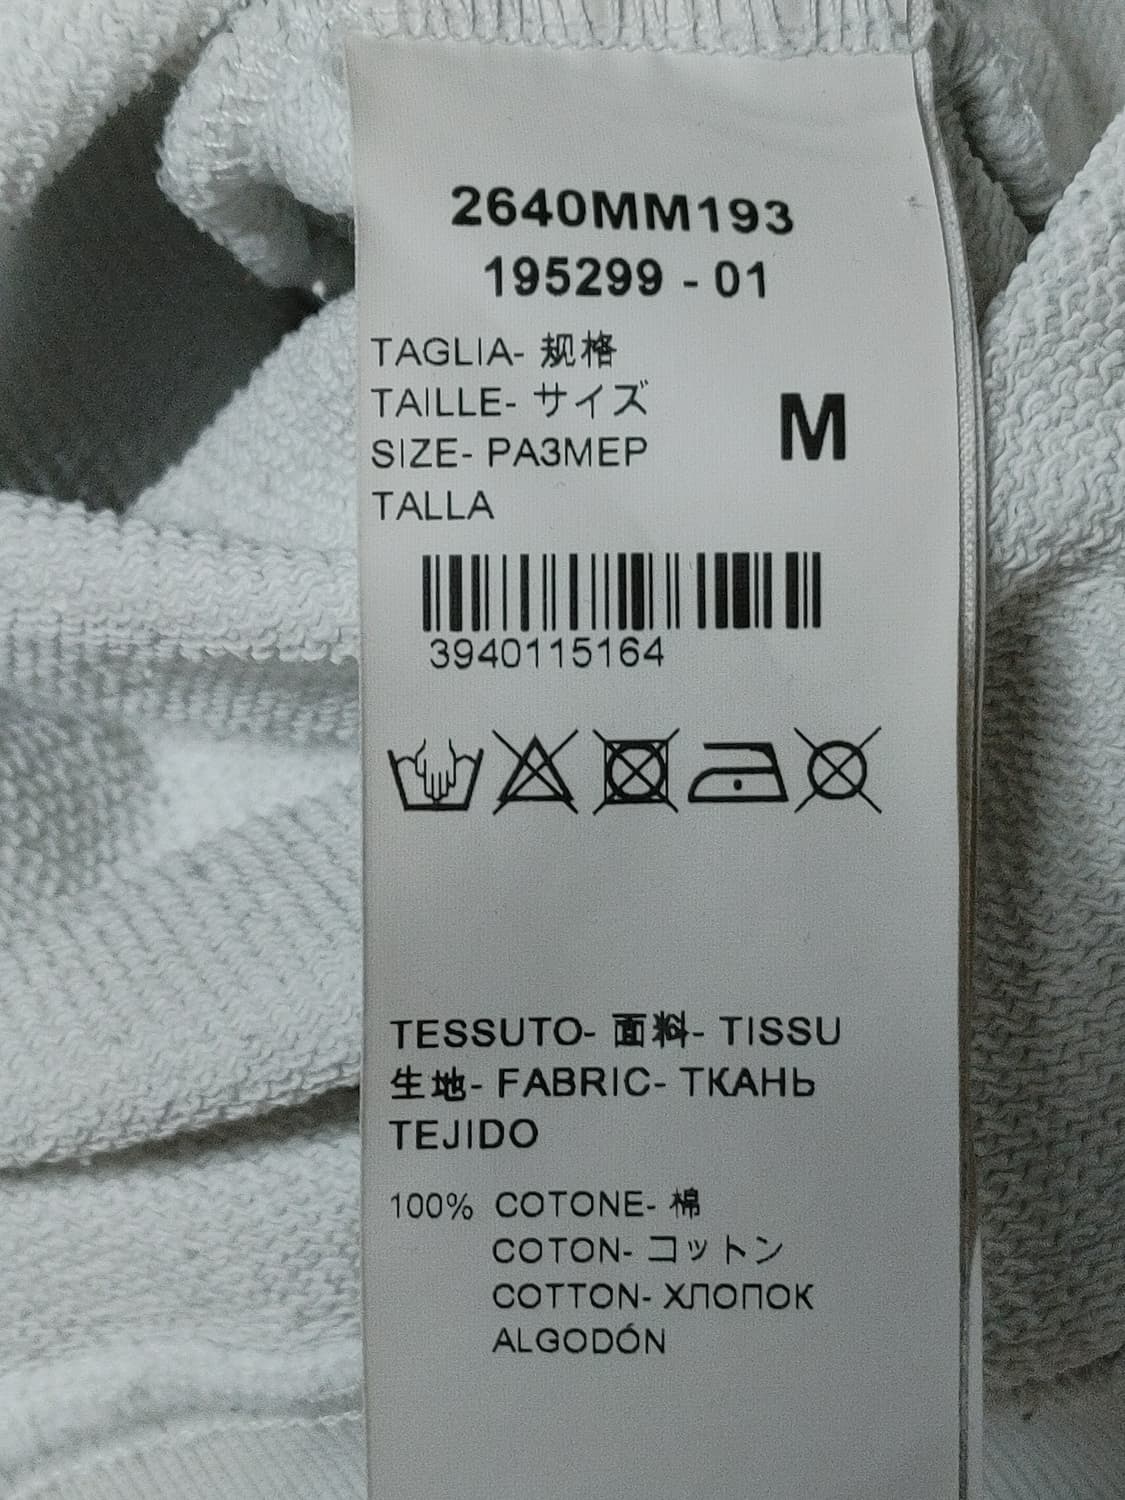 2640MM193
195299 - 01
TAGLIA- 规格
TAILLE- サイズ
SIZE- РАЗМЕР
TALLA
M
3940115164
TESSUTO- 面料- TISSU
生地- FABRIC- ТКАНЬ
TEJIDO
100% COTONE- 棉
COTON- コットン
COTTON- ХЛОПОК
ALGODÓN